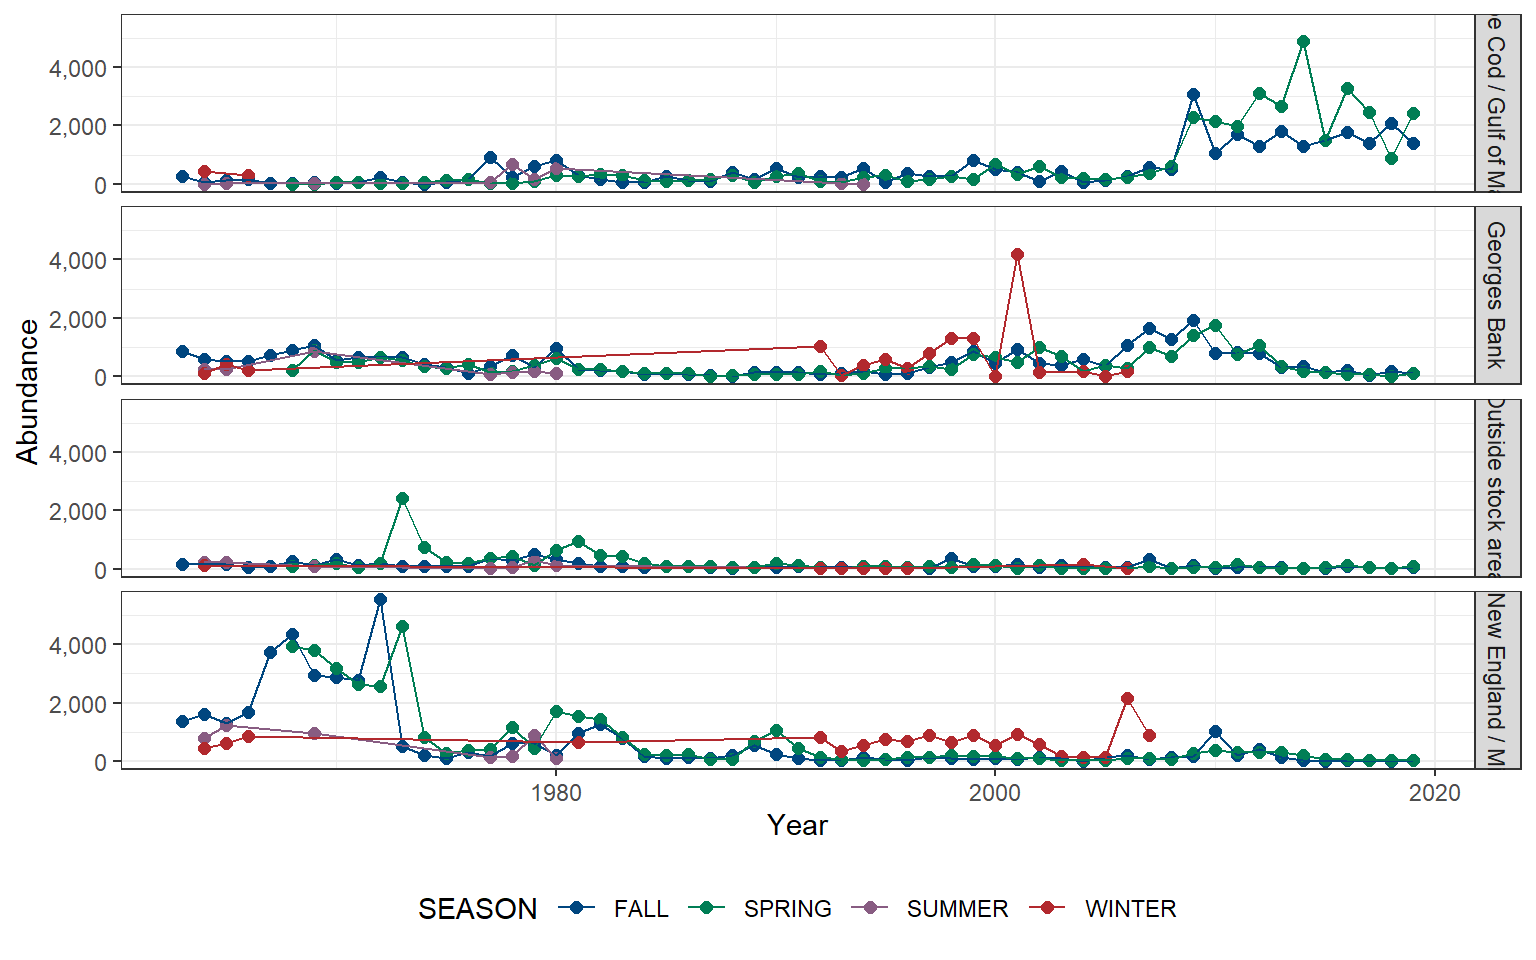 Abundance
4,000
2,000
0
e Cod / Gulf of Ma
4,000
2,000
0
Georges Bank
4,000
2,000
0
Outside stock area
4,000
2,000
0
New England / M
1980
2000
2020
Year
SEASON FALL SPRING SUMMER WINTER